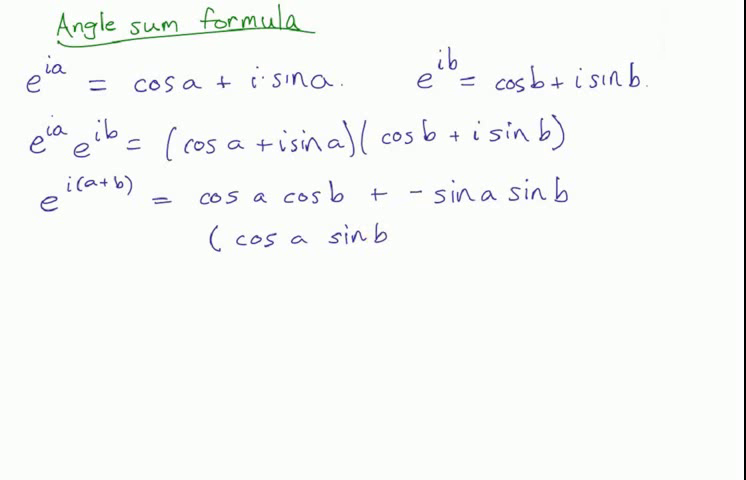 Angle sum formula
e^{ia} = cos a + i · sin a. e^{ib} = cos b + i sin b.
e^{ia} e^{ib} = (cos a + i sin a)(cos b + i sin b)
e^{i(a+b)} = cos a cos b + - sin a sin b
( cos a sin b